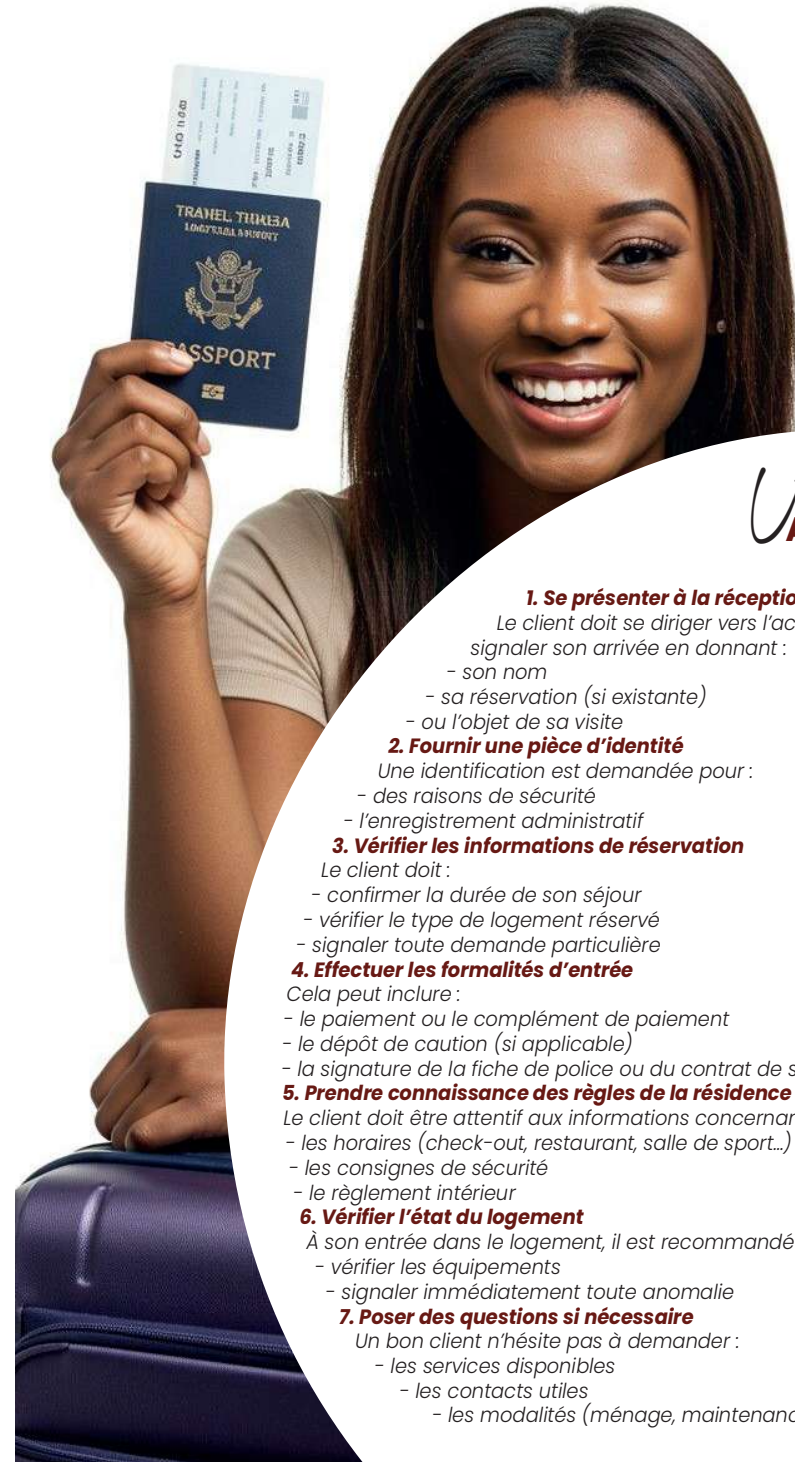 TRANEL THMEBA
PASSPORT
1. Se présenter à la réceptio
Le client doit se diriger vers l’ac
signaler son arrivée en donnant :
- son nom
- sa réservation (si existante)
- ou l’objet de sa visite
2. Fournir une pièce d’identité
Une identification est demandée pour :
- des raisons de sécurité
- l’enregistrement administratif
3. Vérifier les informations de réservation
Le client doit :
- confirmer la durée de son séjour
- vérifier le type de logement réservé
- signaler toute demande particulière
4. Effectuer les formalités d’entrée
Cela peut inclure :
- le paiement ou le complément de paiement
- le dépôt de caution (si applicable)
- la signature de la fiche de police ou du contrat de s
5. Prendre connaissance des règles de la résidence
Le client doit être attentif aux informations concernan
- les horaires (check-out, restaurant, salle de sport...)
- les consignes de sécurité
- le règlement intérieur
6. Vérifier l’état du logement
À son entrée dans le logement, il est recommandé
- vérifier les équipements
- signaler immédiatement toute anomalie
7. Poser des questions si nécessaire
Un bon client n’hésite pas à demander :
- les services disponibles
- les contacts utiles
- les modalités (ménage, maintenanc